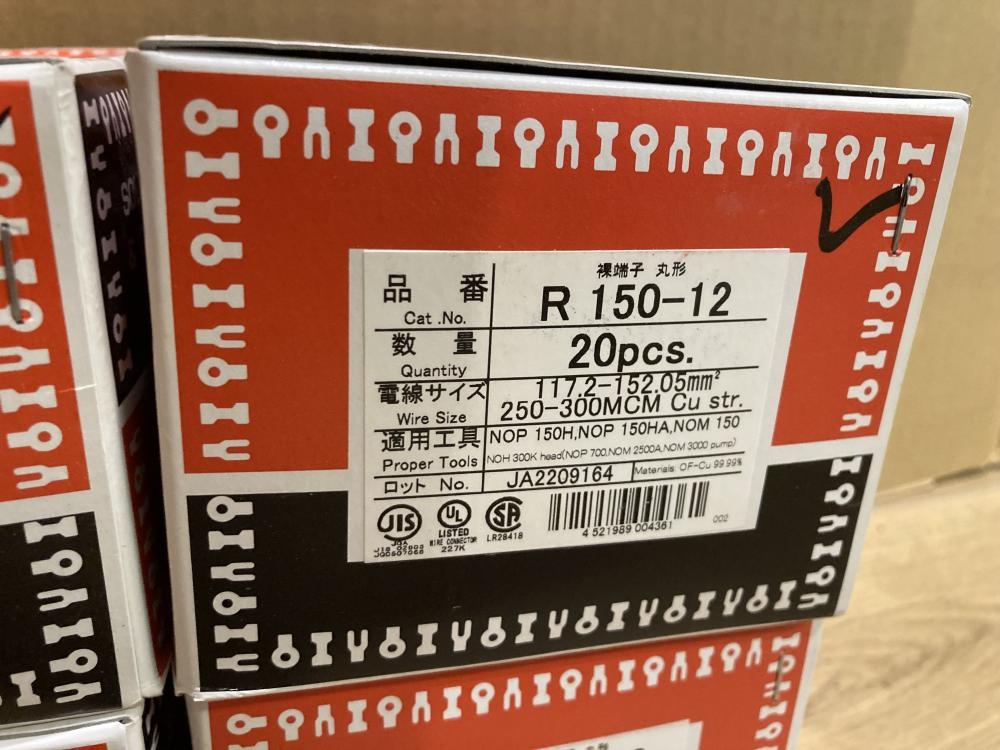 裸端子 丸形
品番 R 150-12
Cat .No.
数量 20pcs.
Quantity
電線サイズ 117.2-152.05mm²
Wire Size 250-300MCM Cu str.
適用工具 NOP 150H,NOP 150HA,NOM 150
Proper Tools NOH 300K head(NOP 700,NOM 2500A,NOM 3000 pump)
ロット No. JA2209164 Materials: OF-Cu 99.99%
JIS UL SA
LISTED LR28418
JQA WIRE CONNECTOR
227K
4 521989 004361 002